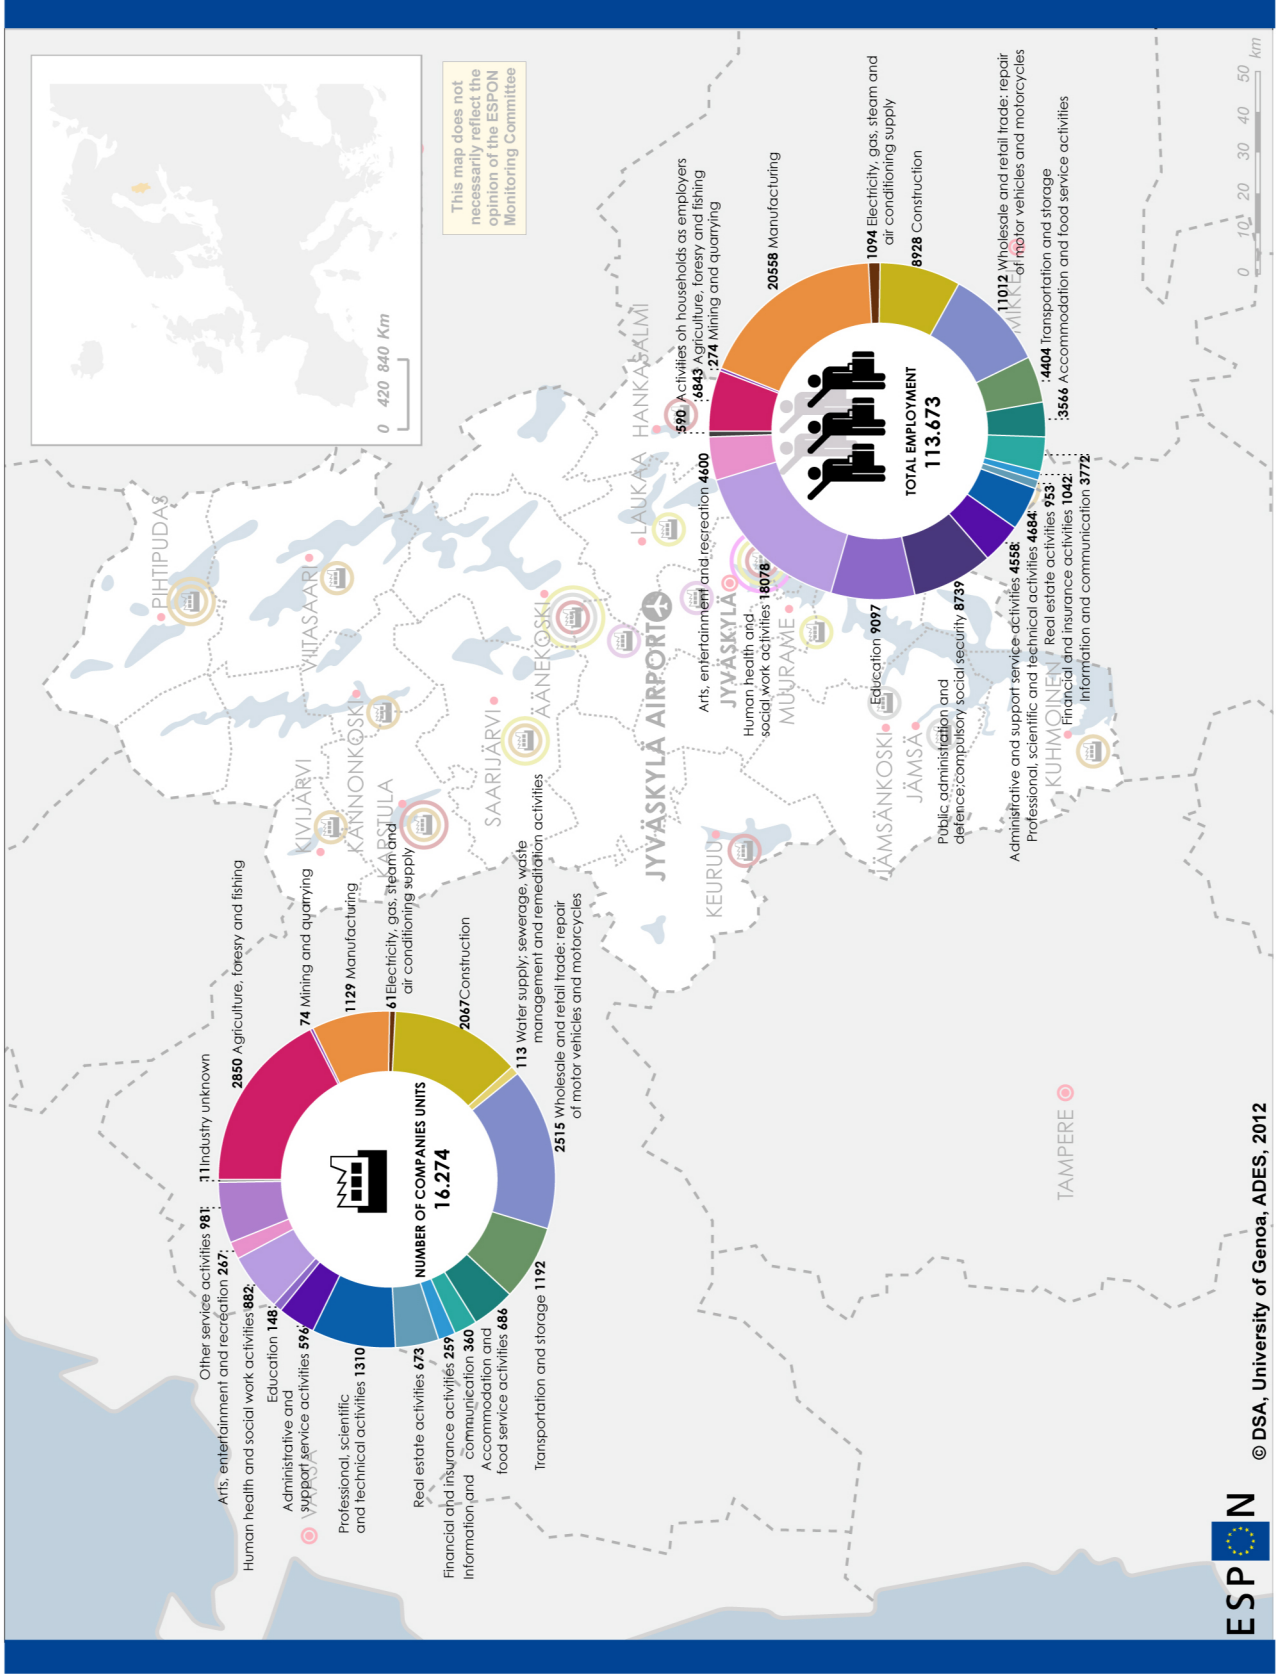 0 420 840 Km
This map does not
necessarily reflect the
opinion of the ESPON
Monitoring Committee
PIHTIPUDAS
VIITASAARI
KIVIJÄRVI
KANNONKOSKI
KARSTULA
SAARIJÄRVI
ÄÄNEKOSKI
LAUKAA
HANKASALMI
JYVÄSKYLA AIRPORT
JYVÄSKYLÄ
KEURUU
MUURAME
JÄMSÄNKOSKI
JÄMSÄ
KUHMOINEN
MIKKELI
TAMPERE
VAASA
11 Industry unknown
2850 Agriculture, foresry and fishing
74 Mining and quarrying
1129 Manufacturing
61Electricity, gas, steam and
air conditioning supply
2067Construction
113 Water supply; sewerage, waste
management and remeditation activities
2515 Wholesale and retail trade: repair
of motor vehicles and motorcycles
Transportation and storage 1192
Accommodation and
food service activities 686
Information and communication 360
Financial and insurance activities 259
Real estate activities 673
Professional, scientific
and technical activities 1310
Administrative and
support service activities 596
Education 148
Human health and social work activities 882
Arts, entertainment and recreation 267
Other service activities 981
NUMBER OF COMPANIES UNITS
16.274
590 Activities oh households as employers
6843 Agriculture, foresry and fishing
274 Mining and quarrying
20558 Manufacturing
1094 Electricity, gas, steam and
air conditioning supply
8928 Construction
11012 Wholesale and retail trade: repair
of motor vehicles and motorcycles
4404 Transportation and storage
3566 Accommodation and food service activities
Information and communication 3772
Financial and insurance activities 1042
Real estate activities 953
Professional, scientific and technical activities 4684
Administrative and support service activities 4558
Public administration and
defence;compulsory social security 8739
Education 9097
Human health and
social work activities 18078
Arts, entertainment and recreation 4600
TOTAL EMPLOYMENT
113.673
0 10 20 30 40 50 km
ESPON
© DSA, University of Genoa, ADES, 2012